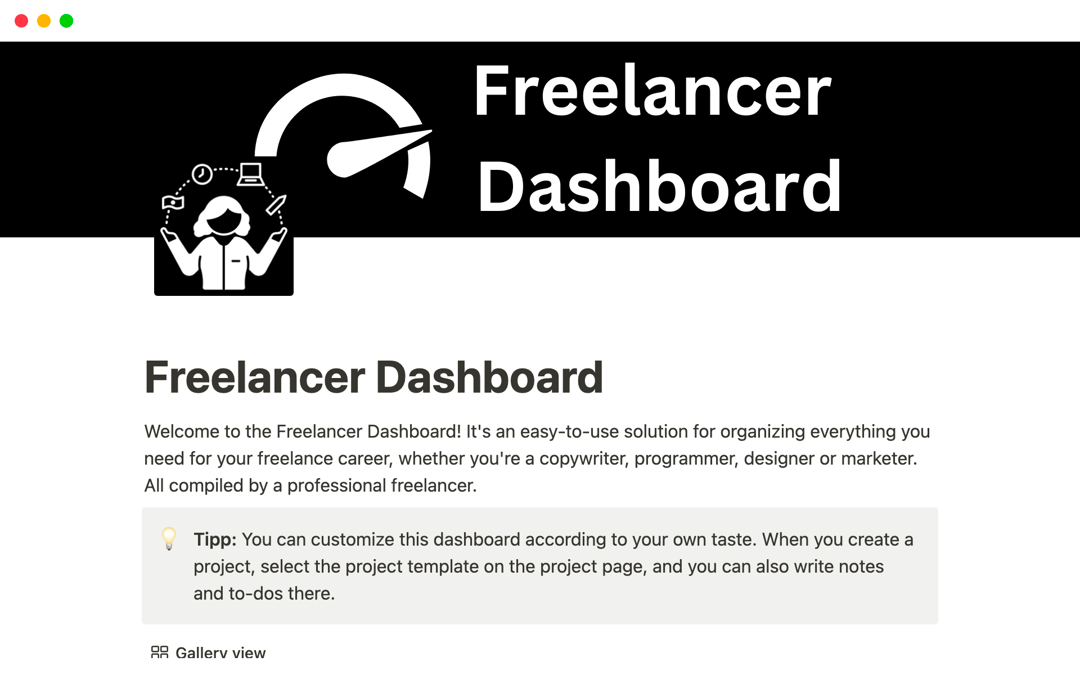 Freelancer
Dashboard
Freelancer Dashboard
Welcome to the Freelancer Dashboard! It's an easy-to-use solution for organizing everything you
need for your freelance career, whether you're a copywriter, programmer, designer or marketer.
All compiled by a professional freelancer.
Tipp: You can customize this dashboard according to your own taste. When you create a
project, select the project template on the project page, and you can also write notes
and to-dos there.
Gallery view